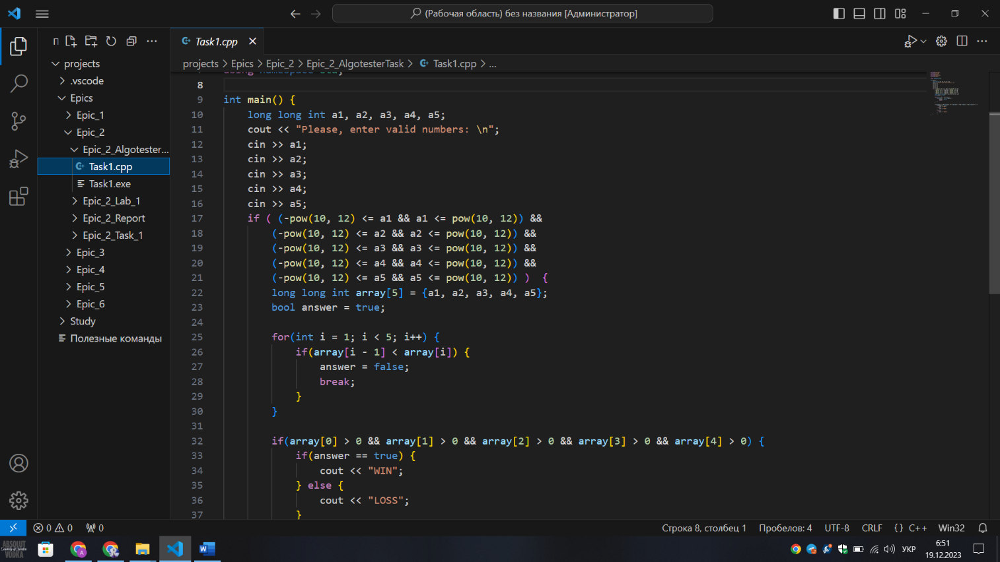 (Рабочая область) без названия [Администратор]
П
Task1.cpp
projects
.vscode
Epics
Epic_1
Epic_2
Epic_2_Algotester...
Task1.cpp
Task1.exe
Epic_2_Lab_1
Epic_2_Report
Epic_2_Task_1
Epic_3
Epic_4
Epic_5
Epic_6
Study
Полезные команды
projects > Epics > Epic_2 > Epic_2_AlgotesterTask > Task1.cpp > ...
using namespace std;
8
9 int main() {
10 long long int a1, a2, a3, a4, a5;
11 cout << "Please, enter valid numbers: \n";
12 cin >> a1;
13 cin >> a2;
14 cin >> a3;
15 cin >> a4;
16 cin >> a5;
17 if ( (-pow(10, 12) <= a1 && a1 <= pow(10, 12)) &&
18 (-pow(10, 12) <= a2 && a2 <= pow(10, 12)) &&
19 (-pow(10, 12) <= a3 && a3 <= pow(10, 12)) &&
20 (-pow(10, 12) <= a4 && a4 <= pow(10, 12)) &&
21 (-pow(10, 12) <= a5 && a5 <= pow(10, 12)) ) {
22 long long int array[5] = {a1, a2, a3, a4, a5};
23 bool answer = true;
24
25 for(int i = 1; i < 5; i++) {
26 if(array[i - 1] < array[i]) {
27 answer = false;
28 break;
29 }
30 }
31
32 if(array[0] > 0 && array[1] > 0 && array[2] > 0 && array[3] > 0 && array[4] > 0) {
33 if(answer == true) {
34 cout << "WIN";
35 } else {
36 cout << "LOSS";
37 }
0 0 0
Строка 8, столбец 1 Пробелов: 4 UTF-8 CRLF {} C++ Win32
ABSOLUT
Country of Sweden
VODKA
УКР
6:51
19.12.2023